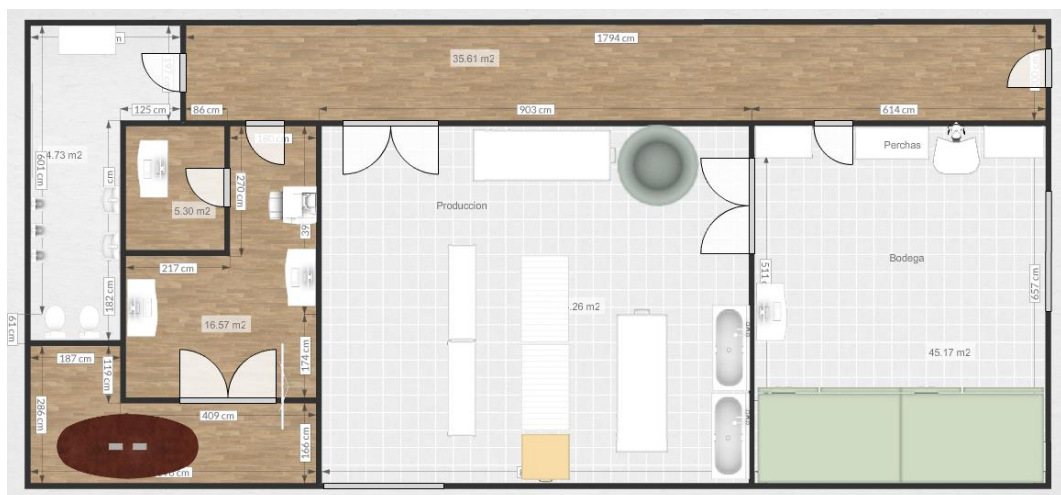 1794 cm
35.61 m2
125 cm
86 cm
903 cm
614 cm
4.73 m2
601 cm
cm
270 cm
5.30 m2
Perchas
Produccion
39
217 cm
182 cm
511 c
657 cm
Bodega
.26 m2
16.57 m2
61 cm
45.17 m2
187 cm
119 cm
174 cm
286 cm
409 cm
166 cm